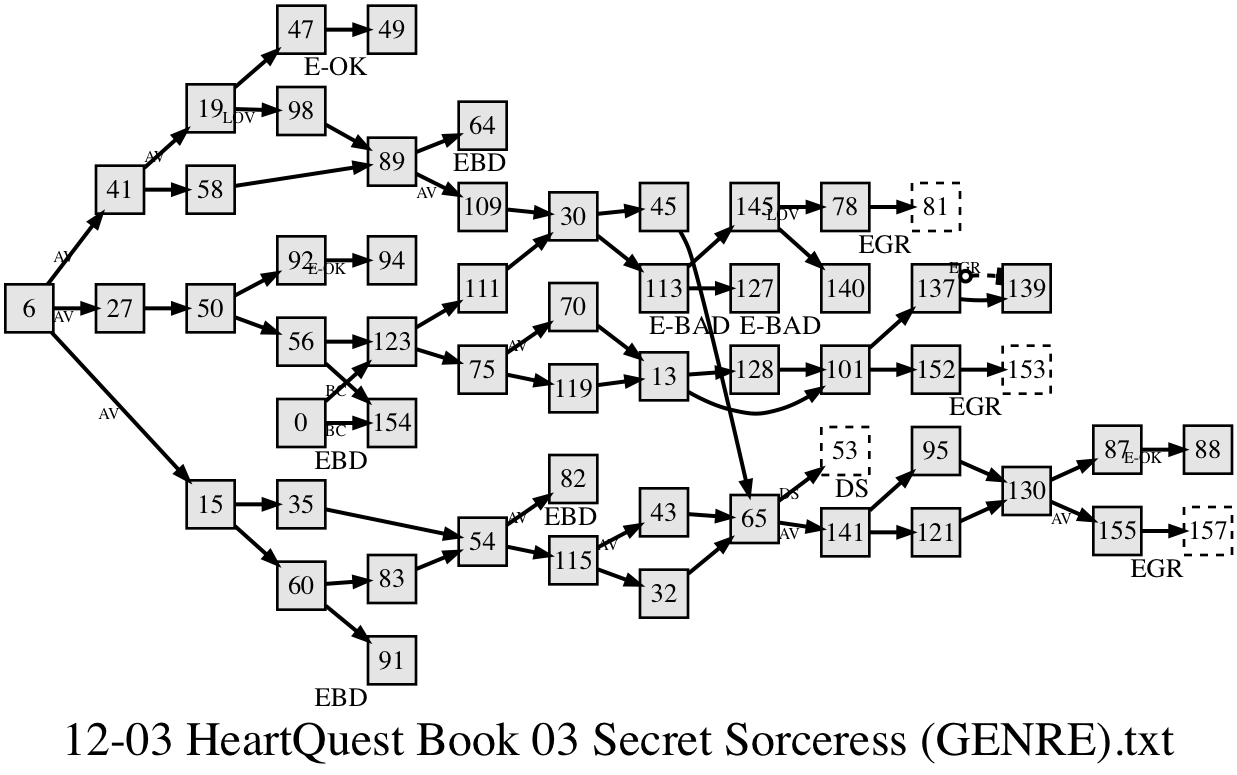 47 49
E-OK
19 LOV 98
64
EBD
AV 89
41 58
AV 109 30 45 145 LOV 78 81
EGR
AV
92 E-OK 94
EGR
6 AV 27 50 111 113 127 140 137 139
E-BAD E-BAD
70
56 123 AV
75 119 13 128 101 152 153
BC EGR
AV 0 BC 154
EBD
53
95 87 E-OK 88
82 DS DS
AV EBD
15 35 43 65 130
54 AV 141 121 AV 155 157
AV
115 EGR
60 83 32
91
EBD
12-03 HeartQuest Book 03 Secret Sorceress (GENRE).txt